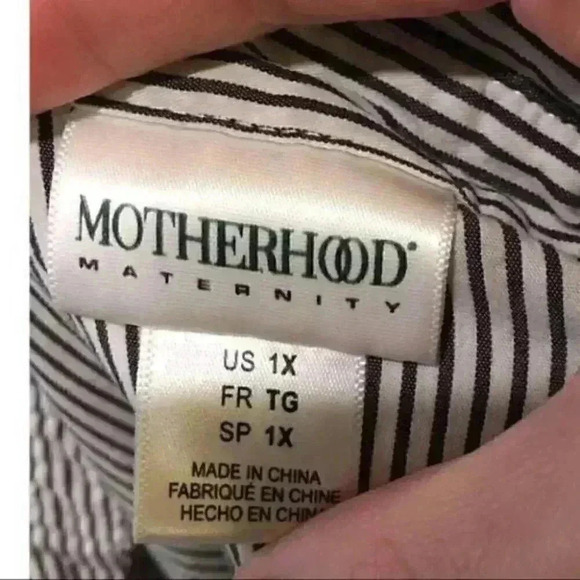 MOTHERHOOD®
MATERNITY
US 1X
FR TG
SP 1X
MADE IN CHINA
FABRIQUÉ EN CHINE
HECHO EN CHINA